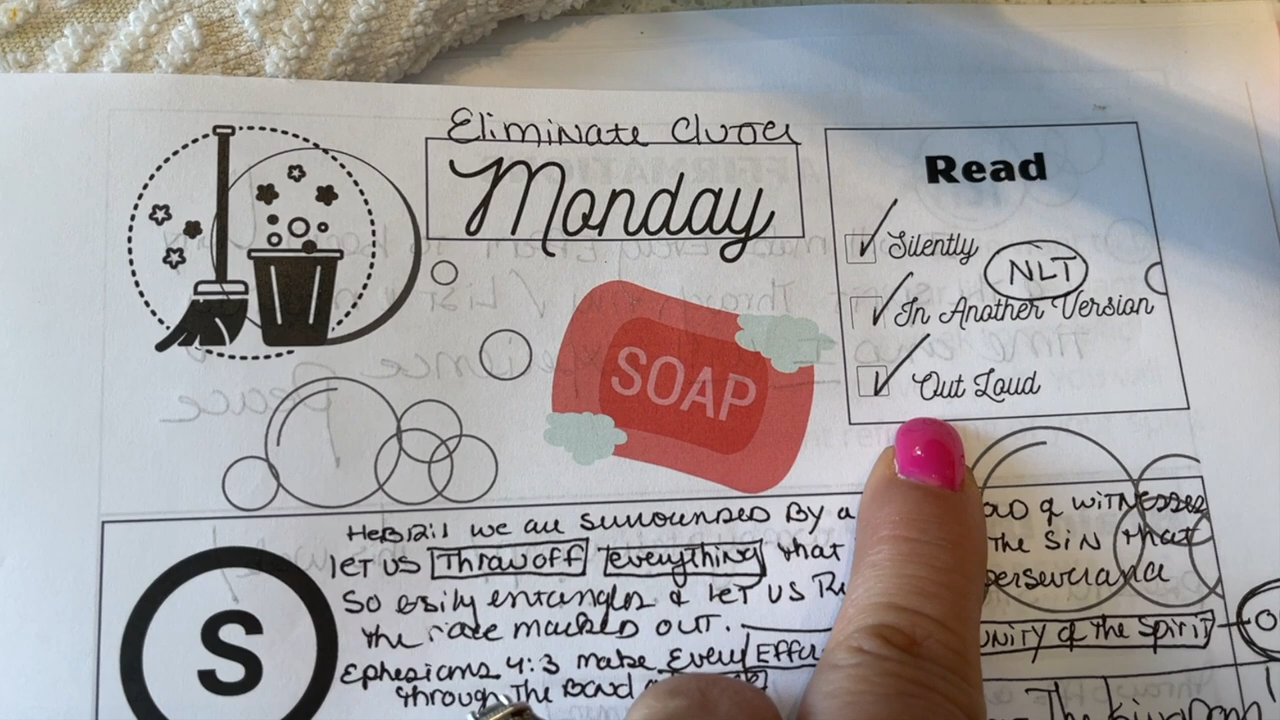 Eliminate Clutter
Monday
Read
Silently
NLT
In Another Version
Out Loud
SOAP
Heb 12:1 we are surrounded By a
of witnesses
let us Throw off everything that
the Sin that
so easily entangles & let us
perseverance
the race marked out.
unity of the Spirit
Ephesians 4:3 make Every
through the
S
The kingdom